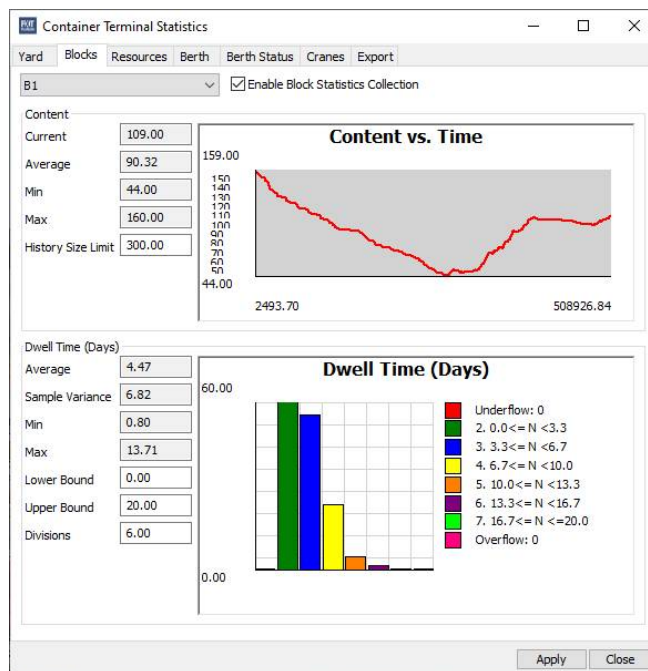 Container Terminal Statistics
Yard Blocks Resources Berth Berth Status Cranes Export
B1 Enable Block Statistics Collection
Content
Current 109.00
Average 90.32
Min 44.00
Max 160.00
History Size Limit 300.00
Content vs. Time
159.00
150
140
130
120
110
100
90
80
70
60
50
44.00
2493.70 508926.84
Dwell Time (Days)
Average 4.47
Sample Variance 6.82
Min 0.80
Max 13.71
Lower Bound 0.00
Upper Bound 20.00
Divisions 6.00
Dwell Time (Days)
60.00
0.00
Underflow: 0
2. 0.0<= N <3.3
3. 3.3<= N <6.7
4. 6.7<= N <10.0
5. 10.0<= N <13.3
6. 13.3<= N <16.7
7. 16.7<= N <=20.0
Overflow: 0
Apply Close